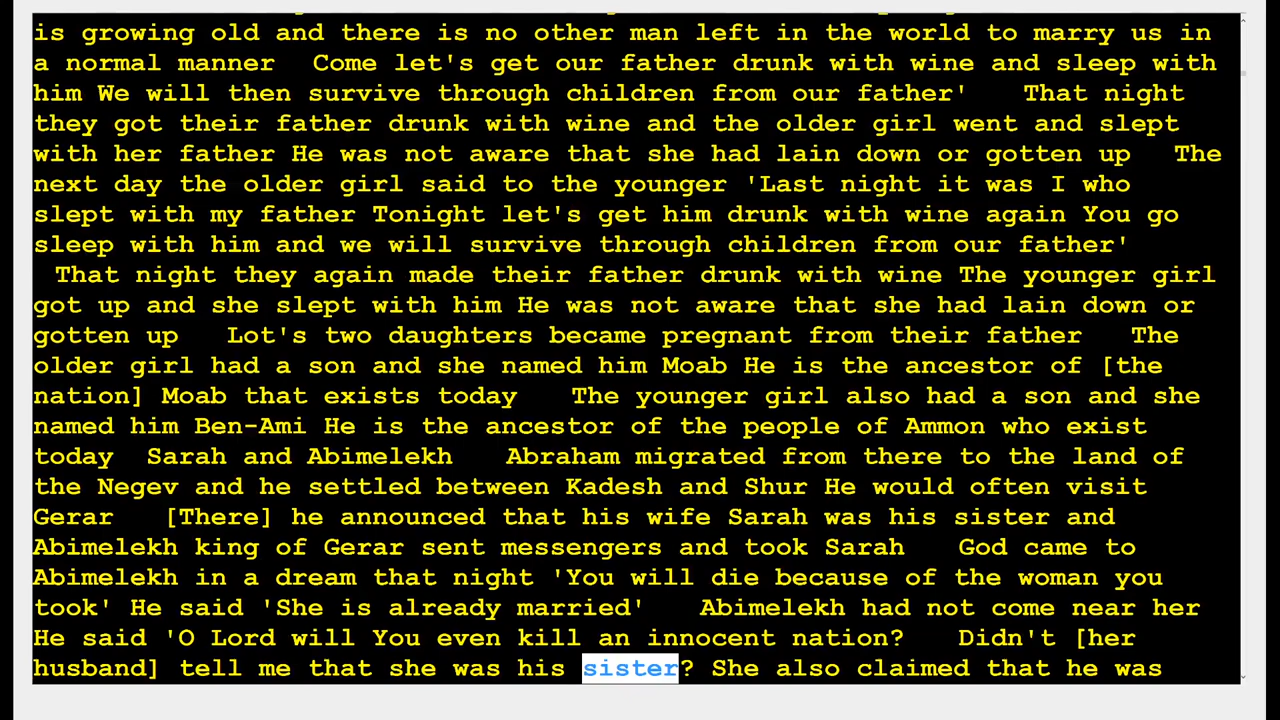 is growing old and there is no other man left in the world to marry us in
a normal manner Come let's get our father drunk with wine and sleep with
him We will then survive through children from our father' That night
they got their father drunk with wine and the older girl went and slept
with her father He was not aware that she had lain down or gotten up The
next day the older girl said to the younger 'Last night it was I who
slept with my father Tonight let's get him drunk with wine again You go
sleep with him and we will survive through children from our father'
That night they again made their father drunk with wine The younger girl
got up and she slept with him He was not aware that she had lain down or
gotten up Lot's two daughters became pregnant from their father The
older girl had a son and she named him Moab He is the ancestor of [the
nation] Moab that exists today The younger girl also had a son and she
named him Ben-Ami He is the ancestor of the people of Ammon who exist
today Sarah and Abimelekh Abraham migrated from there to the land of
the Negev and he settled between Kadesh and Shur He would often visit
Gerar [There] he announced that his wife Sarah was his sister and
Abimelekh king of Gerar sent messengers and took Sarah God came to
Abimelekh in a dream that night 'You will die because of the woman you
took' He said 'She is already married' Abimelekh had not come near her
He said 'O Lord will You even kill an innocent nation? Didn't [her
husband] tell me that she was his sister? She also claimed that he was